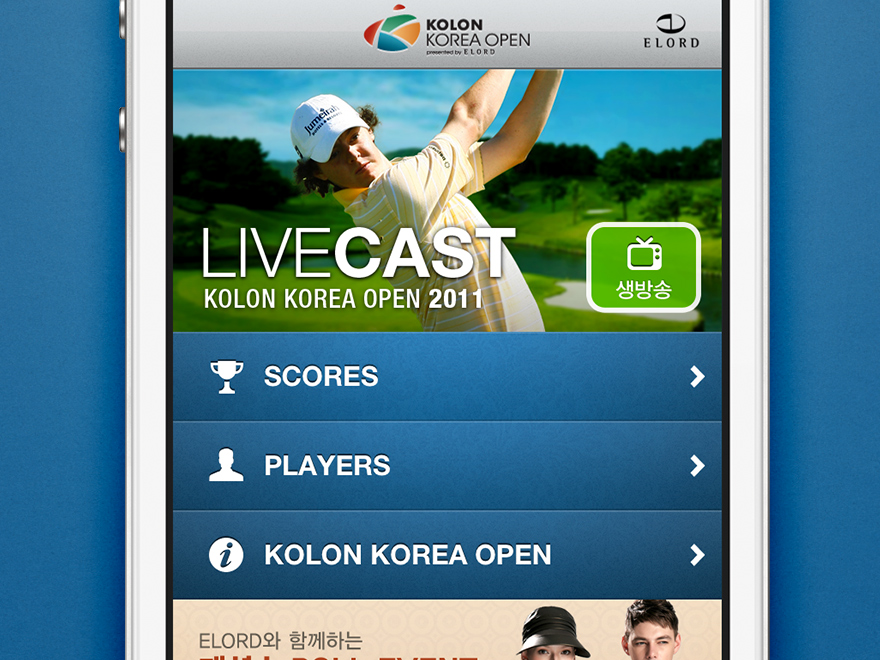 KOLON
KOREA OPEN
presented by ELORD
ELORD
Jumeirah
LIVECAST
KOLON KOREA OPEN 2011
생방송
SCORES
PLAYERS
KOLON KOREA OPEN
ELORD와 함께하는